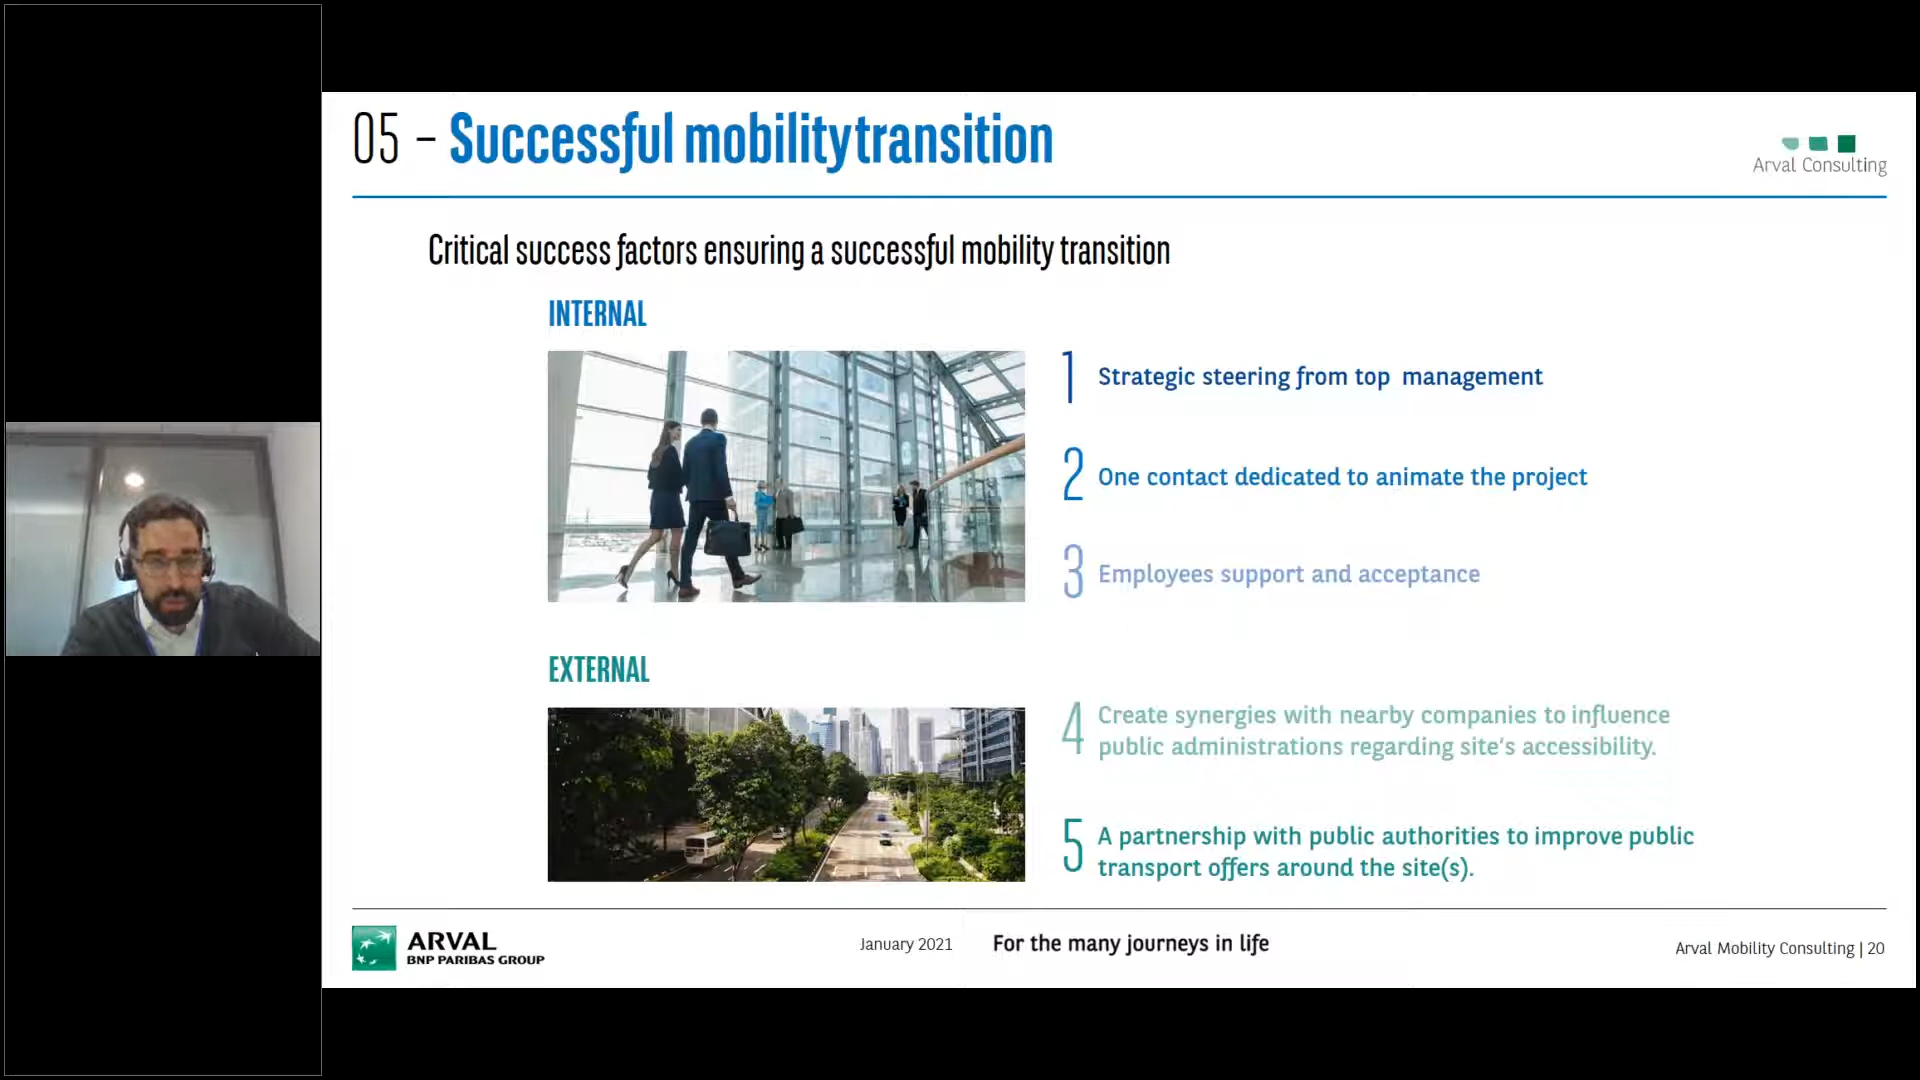 05 – Successful mobility transition
Arval Consulting
Critical success factors ensuring a successful mobility transition
INTERNAL
1 Strategic steering from top management
2 One contact dedicated to animate the project
3 Employees support and acceptance
EXTERNAL
4 Create synergies with nearby companies to influence
public administrations regarding site's accessibility.
5 A partnership with public authorities to improve public
transport offers around the site(s).
ARVAL
BNP PARIBAS GROUP
January 2021
For the many journeys in life
Arval Mobility Consulting | 20